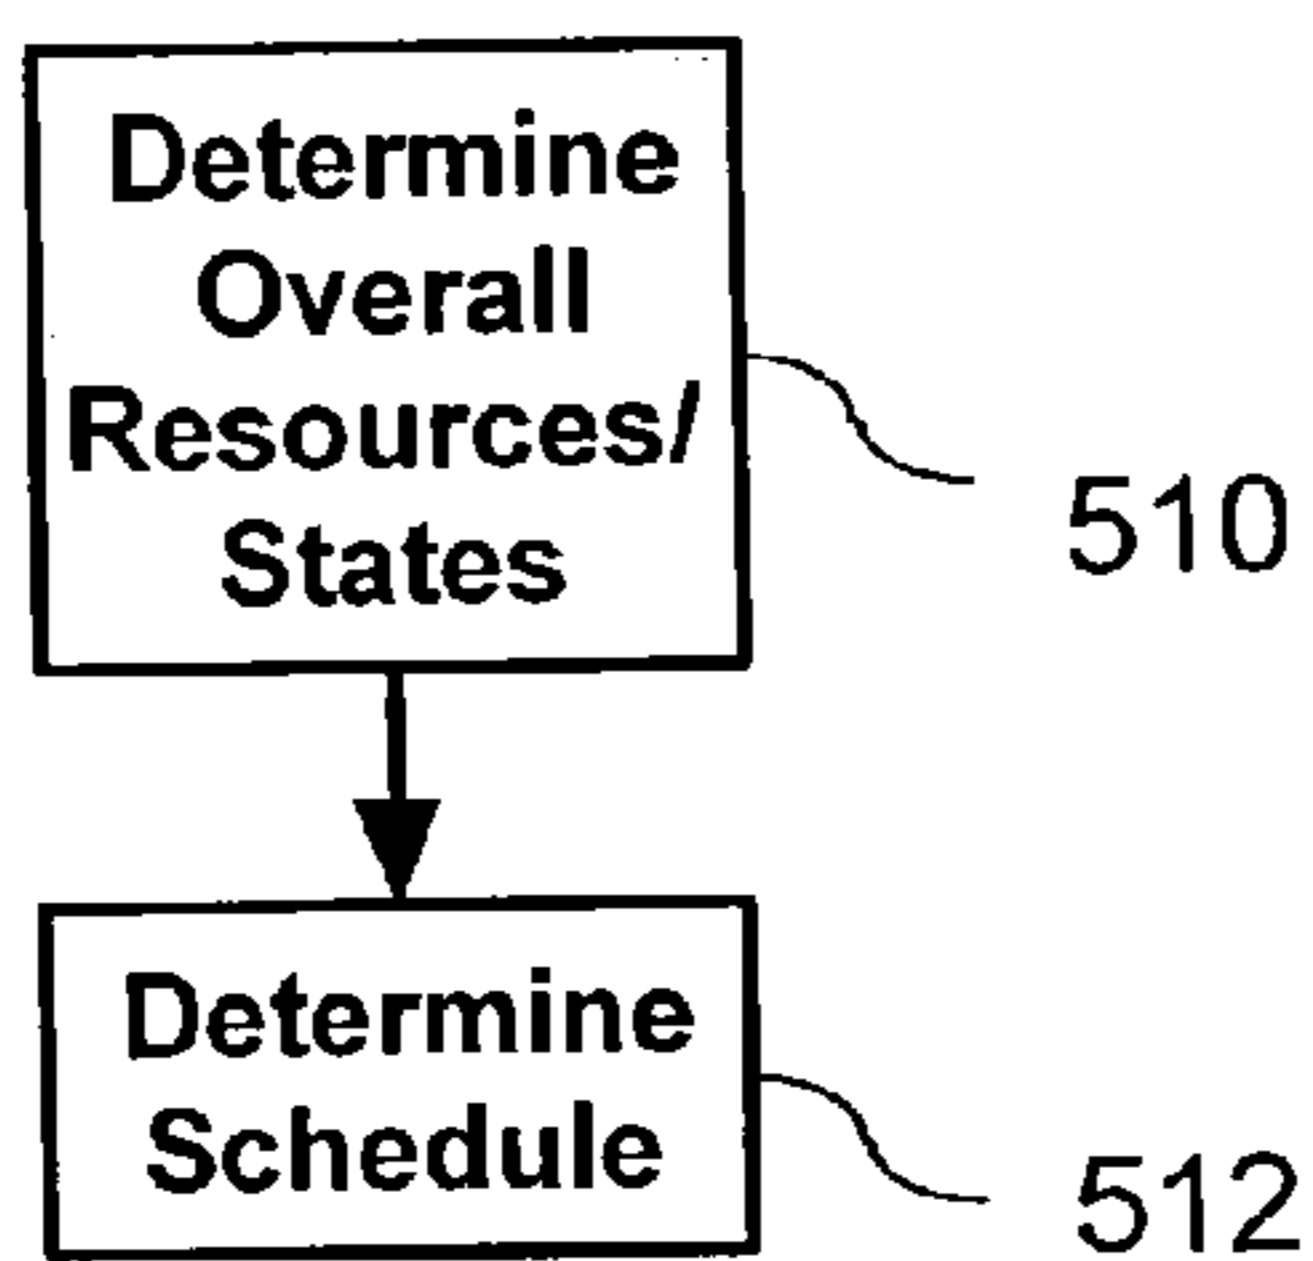 Determine
Overall
Resources/
States
510
Determine
Schedule
512